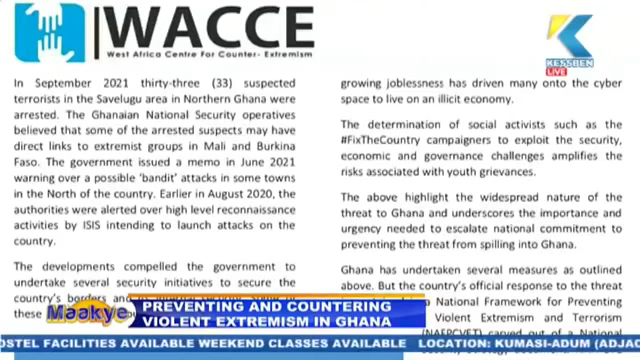 WACCE
West Africa Centre For Counter- Extremism
KESSBEN
LIVE
In September 2021 thirty-three (33) suspected
terrorists in the Savelugu area in Northern Ghana were
arrested. The Ghanaian National Security operatives
believed that some of the arrested suspects may have
direct links to extremist groups in Mali and Burkina
Faso. The government issued a memo in June 2021
warning over a possible ‘bandit’ attacks in some towns
in the North of the country. Earlier in August 2020, the
authorities were alerted over high level reconnaissance
activities by ISIS intending to launch attacks on the
country.
The developments compelled the government to
undertake several security initiatives to secure the
country's borders and
these
growing joblessness has driven many onto the cyber
space to live on an illicit economy.
The determination of social activists such as the
#FixTheCountry campaigners to exploit the security,
economic and governance challenges amplifies the
risks associated with youth grievances.
The above highlight the widespread nature of the
threat to Ghana and underscores the importance and
urgency needed to escalate national commitment to
preventing the threat from spilling into Ghana.
Ghana has undertaken several measures as outlined
above. But the country's official response to the threat
National Framework for Preventing
Violent Extremism and Terrorism
carved out of a National
Maakye
PREVENTING AND COUNTERING
VIOLENT EXTREMISM IN GHANA
OSTEL FACILITIES AVAILABLE WEEKEND CLASSES AVAILABLE LOCATION: KUMASI-ADUM (ADJAC